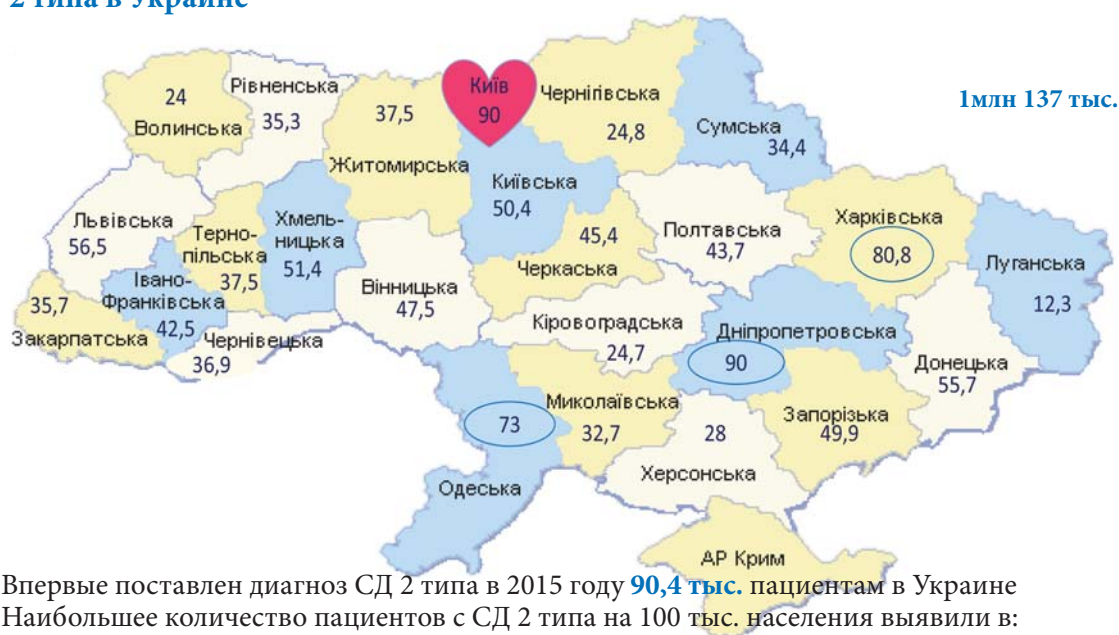 2 типа в Украине
1млн 137 тыс.
Київ
90
Рівненська
35,3
24
Волинська
37,5
Житомирська
Чернігівська
24,8
Сумська
34,4
Київська
50,4
Львівська
56,5
Терно-
пільська
37,5
Хмель-
ницька
51,4
45,4
Черкаська
Полтавська
43,7
Харківська
80,8
Луганська
12,3
Івано-
Франківська
42,5
35,7
Закарпатська
Чернівецька
36,9
Вінницька
47,5
Кіровоградська
24,7
Дніпропетровська
90
Донецька
55,7
73
Одеська
Миколаївська
32,7
28
Херсонська
Запорізька
49,9
АР Крим
Впервые поставлен диагноз СД 2 типа в 2015 году 90,4 тыс. пациентам в Украине
Наибольшее количество пациентов с СД 2 типа на 100 тыс. населения выявили в: